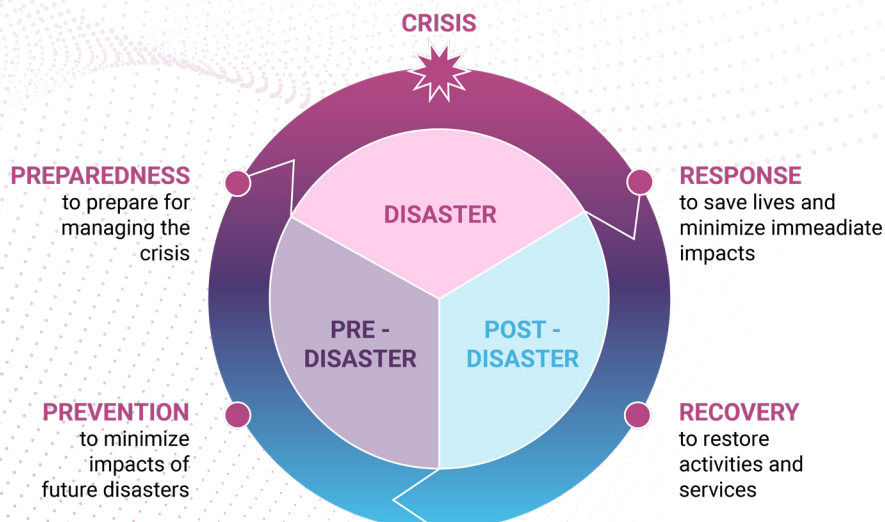 CRISIS
PREPAREDNESS
to prepare for
managing the
crisis
RESPONSE
to save lives and
minimize immeadiate
impacts
DISASTER
PRE -
DISASTER
POST -
DISASTER
PREVENTION
to minimize
impacts of
future disasters
RECOVERY
to restore
activities and
services